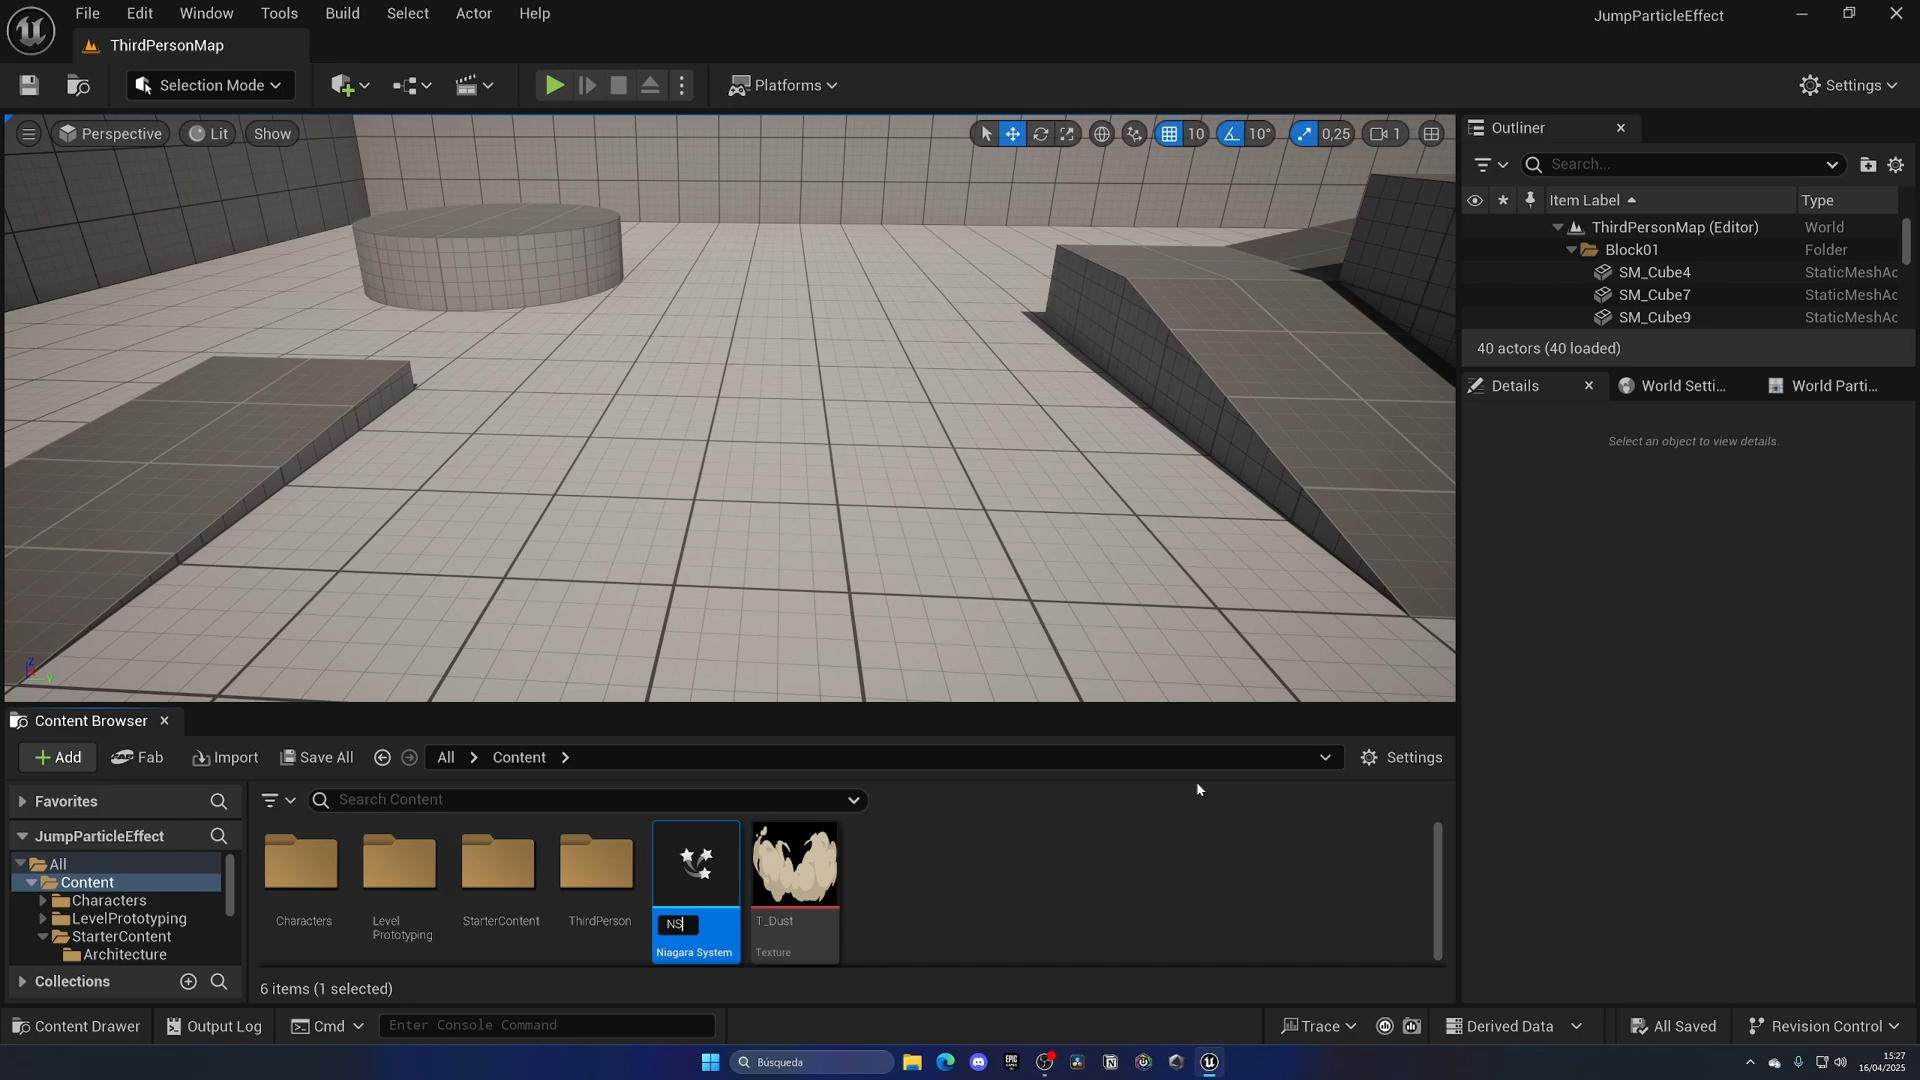 File Edit Window Tools Build Select Actor Help
JumpParticleEffect
ThirdPersonMap
Selection Mode
Platforms
Settings
Perspective
Lit
Show
10
10°
0,25
1
Outliner
Search...
Item Label
Type
ThirdPersonMap (Editor) World
Block01 Folder
SM_Cube4 StaticMeshAc
SM_Cube7 StaticMeshAc
SM_Cube9 StaticMeshAc
40 actors (40 loaded)
Details
World Setti...
World Parti...
Select an object to view details.
Z
Y
Content Browser
Add
Fab
Import
Save All
All
Content
Settings
Favorites
Search Content
JumpParticleEffect
All
Content
Characters
LevelPrototyping
StarterContent
Architecture
Collections
Characters
Level
Prototyping
StarterContent
ThirdPerson
NS
Niagara System
T_Dust
Texture
6 items (1 selected)
Content Drawer
Output Log
Cmd
Enter Console Command
Trace
Derived Data
All Saved
Revision Control
Búsqueda
EPIC
15:27
16/04/2025